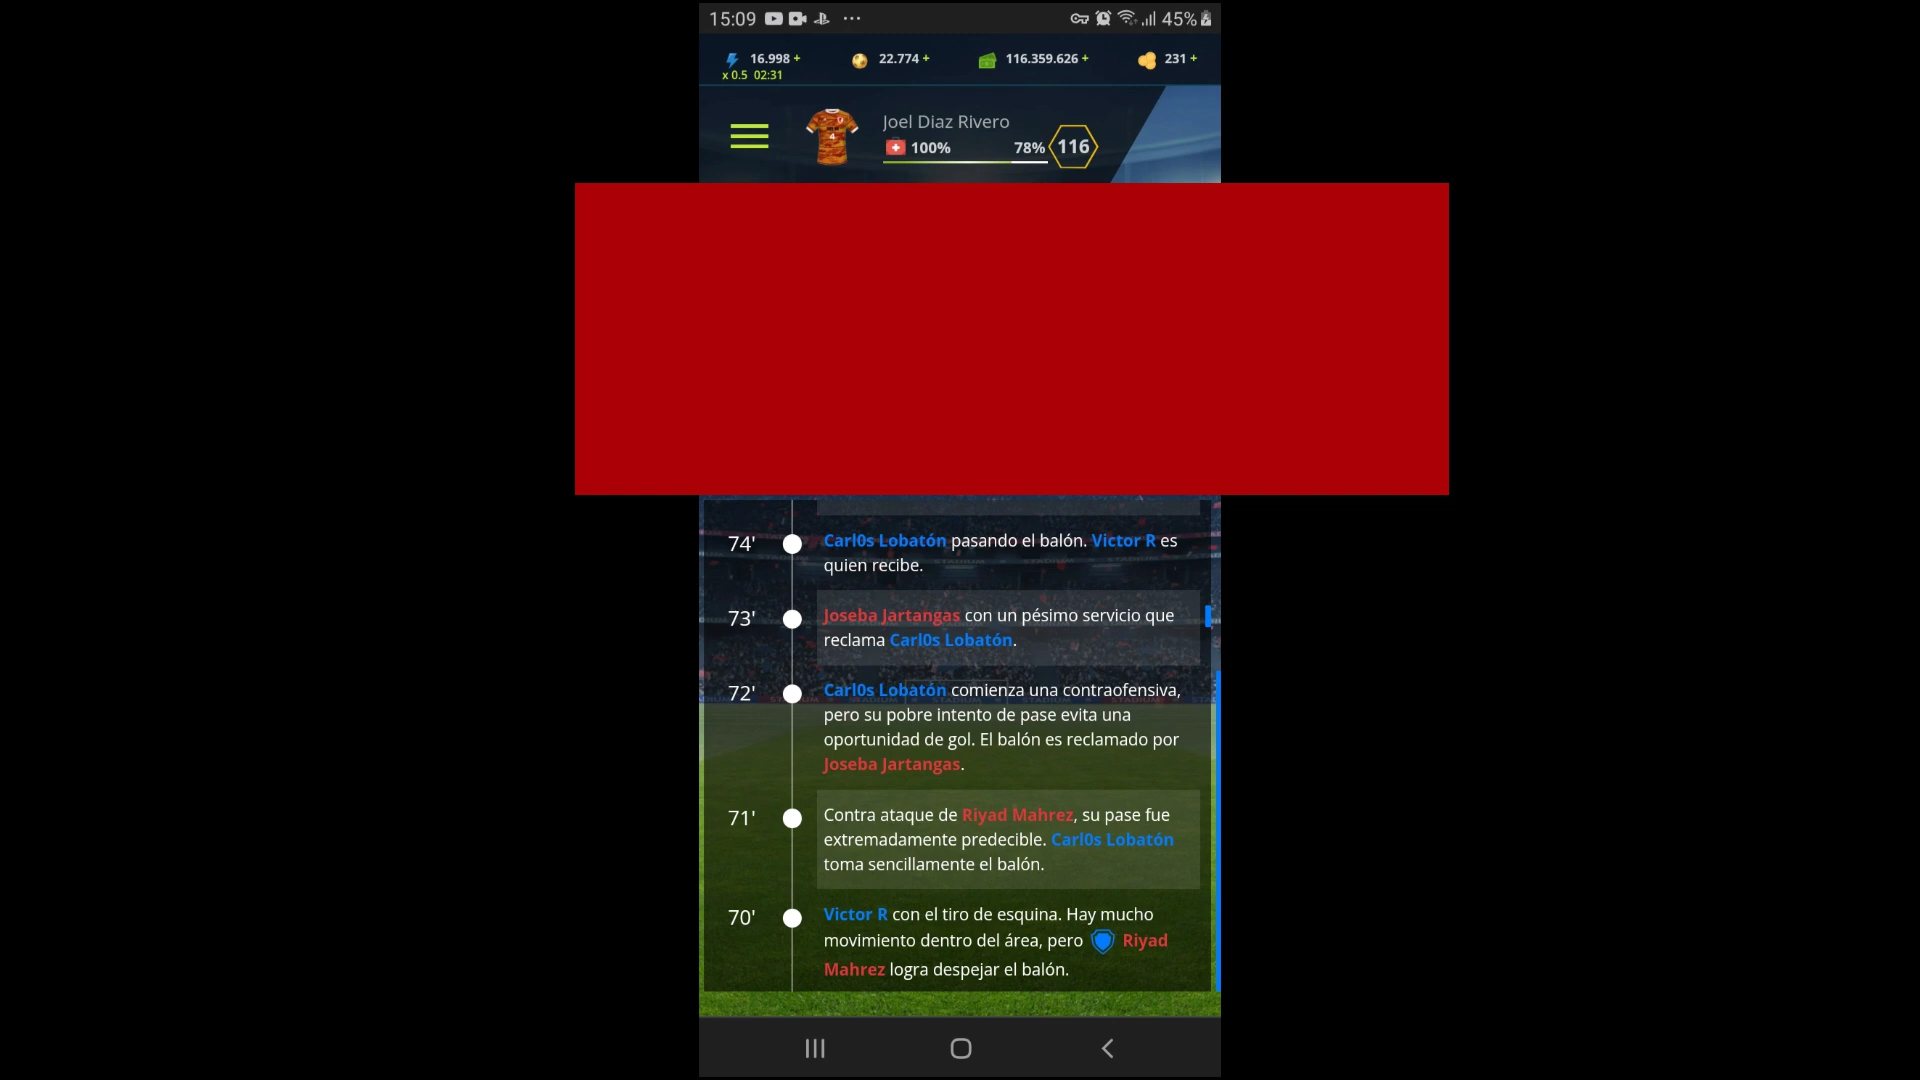 15:09 45%
16.998 + 22.774 + 116.359.626 + 231 +
x 0.5 02:31
Joel Diaz Rivero
100% 78% 116
4
74' Carl0s Lobatón pasando el balón. Victor R es
quien recibe.
73' Joseba Jartangas con un pésimo servicio que
reclama Carl0s Lobatón.
72' Carl0s Lobatón comienza una contraofensiva,
pero su pobre intento de pase evita una
oportunidad de gol. El balón es reclamado por
Joseba Jartangas.
71' Contra ataque de Riyad Mahrez, su pase fue
extremadamente predecible. Carl0s Lobatón
toma sencillamente el balón.
70' Victor R con el tiro de esquina. Hay mucho
movimiento dentro del área, pero Riyad
Mahrez logra despejar el balón.